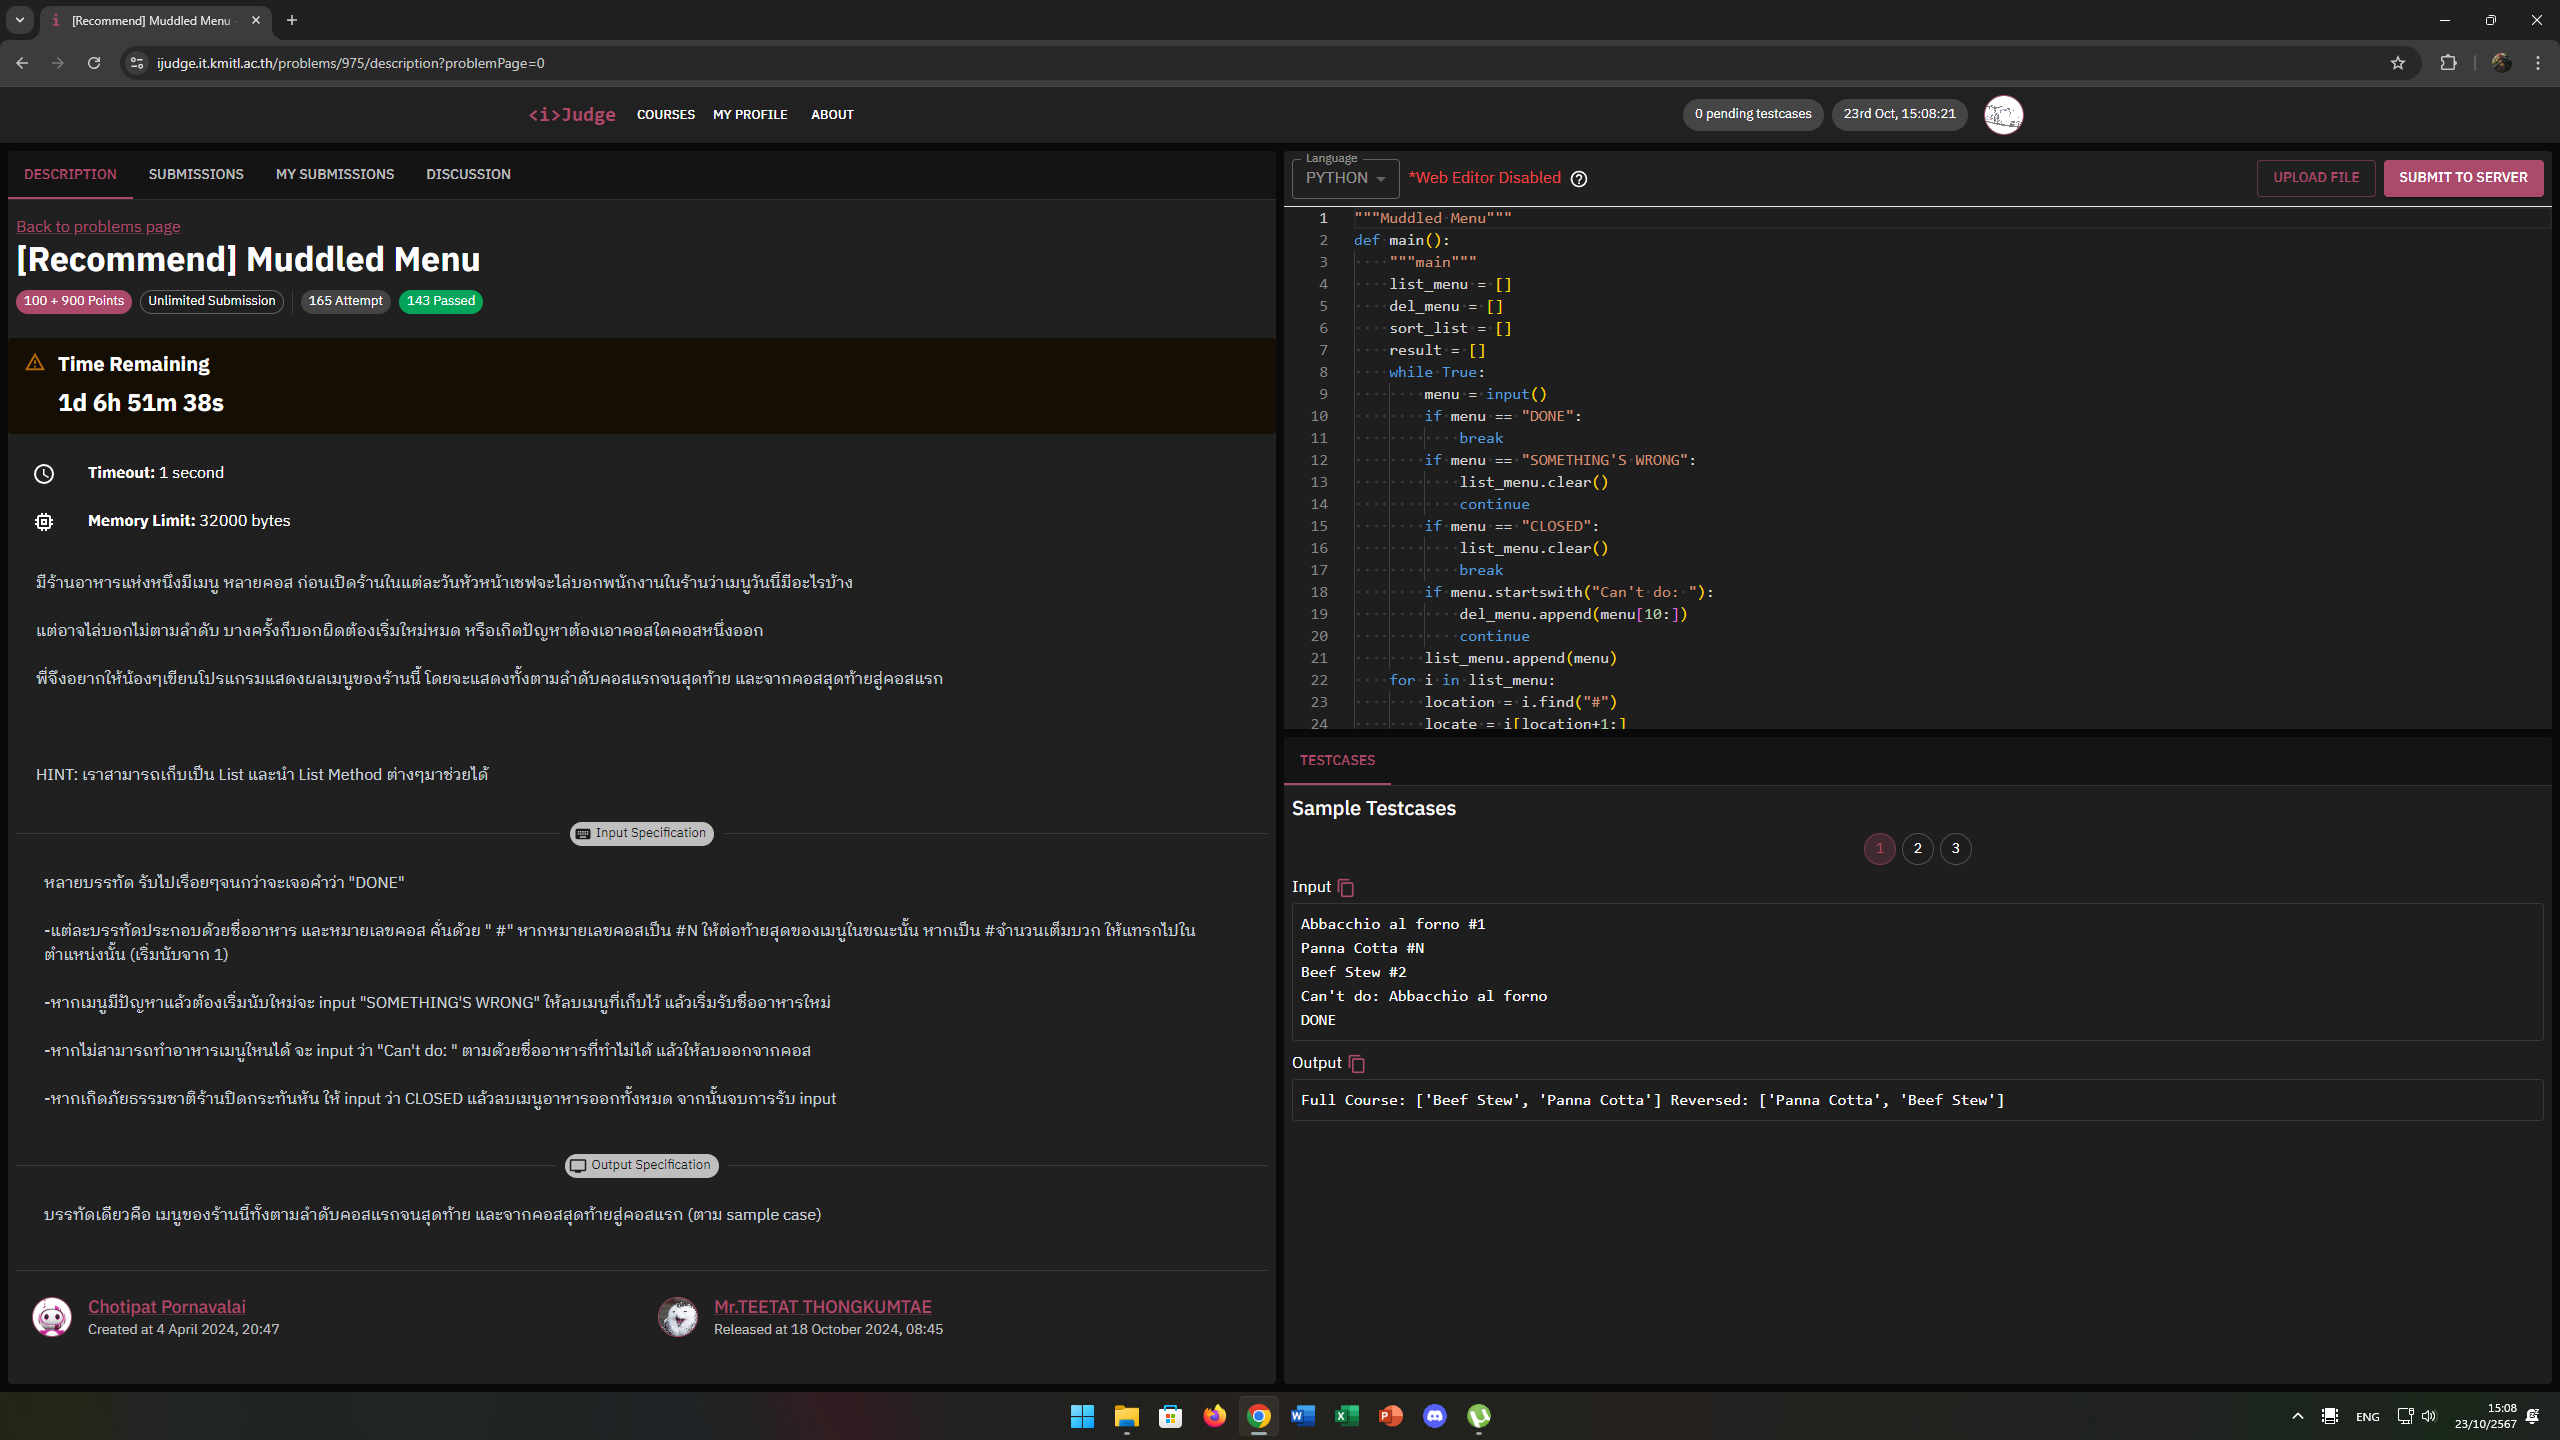 [Recommend] Muddled Menu -
ijudge.it.kmitl.ac.th/problems/975/description?problemPage=0
<i>Judge
COURSES
MY PROFILE
ABOUT
0 pending testcases
23rd Oct, 15:08:21
DESCRIPTION
SUBMISSIONS
MY SUBMISSIONS
DISCUSSION
Back to problems page
[Recommend] Muddled Menu
100 + 900 Points
Unlimited Submission
165 Attempt
143 Passed
Time Remaining
1d 6h 51m 38s
Timeout: 1 second
Memory Limit: 32000 bytes
มีร้านอาหารแห่งหนึ่งมีเมนู หลายคอส ก่อนเปิดร้านในแต่ละวันหัวหน้าเชฟจะไล่บอกพนักงานในร้านว่าเมนูวันนี้มีอะไรบ้าง
แต่อาจไล่บอกไม่ตามลำดับ บางครั้งก็บอกผิดต้องเริ่มใหม่หมด หรือเกิดปัญหาต้องเอาคอสใดคอสหนึ่งออก
พี่จึงอยากให้น้องๆเขียนโปรแกรมแสดงผลเมนูของร้านนี้ โดยจะแสดงทั้งตามลำดับคอสแรกจนสุดท้าย และจากคอสสุดท้ายสู่คอสแรก
HINT: เราสามารถเก็บเป็น List และนำ List Method ต่างๆมาช่วยได้
Input Specification
หลายบรรทัด รับไปเรื่อยๆจนกว่าจะเจอคำว่า "DONE"
-แต่ละบรรทัดประกอบด้วยชื่ออาหาร และหมายเลขคอส คั่นด้วย " #" หากหมายเลขคอสเป็น #N ให้ต่อท้ายสุดของเมนูในขณะนั้น หากเป็น #จำนวนเต็มบวก ให้แทรกไปใน
ตำแหน่งนั้น (เริ่มนับจาก 1)
-หากเมนูมีปัญหาแล้วต้องเริ่มนับใหม่จะ input "SOMETHING'S WRONG" ให้ลบเมนูที่เก็บไว้ แล้วเริ่มรับชื่ออาหารใหม่
-หากไม่สามารถทำอาหารเมนูใหนได้ จะ input ว่า "Can't do: " ตามด้วยชื่ออาหารที่ทำไม่ได้ แล้วให้ลบออกจากคอส
-หากเกิดภัยธรรมชาติร้านปิดกระทันหัน ให้ input ว่า CLOSED แล้วลบเมนูอาหารออกทั้งหมด จากนั้นจบการรับ input
Output Specification
บรรทัดเดียวคือ เมนูของร้านนี้ทั้งตามลำดับคอสแรกจนสุดท้าย และจากคอสสุดท้ายสู่คอสแรก (ตาม sample case)
Chotipat Pornavalai
Created at 4 April 2024, 20:47
Mr.TEETAT THONGKUMTAE
Released at 18 October 2024, 08:45
Language
PYTHON
*Web Editor Disabled
UPLOAD FILE
SUBMIT TO SERVER
1 """Muddled Menu"""
2 def main():
3 """main"""
4 list_menu = []
5 del_menu = []
6 sort_list = []
7 result = []
8 while True:
9 menu = input()
10 if menu == "DONE":
11 break
12 if menu == "SOMETHING'S WRONG":
13 list_menu.clear()
14 continue
15 if menu == "CLOSED":
16 list_menu.clear()
17 break
18 if menu.startswith("Can't do: "):
19 del_menu.append(menu[10:])
20 continue
21 list_menu.append(menu)
22 for i in list_menu:
23 location = i.find("#")
24 locate = i[location+1:]
TESTCASES
Sample Testcases
1 2 3
Input
Abbacchio al forno #1
Panna Cotta #N
Beef Stew #2
Can't do: Abbacchio al forno
DONE
Output
Full Course: ['Beef Stew', 'Panna Cotta'] Reversed: ['Panna Cotta', 'Beef Stew']
ENG
15:08
23/10/2567